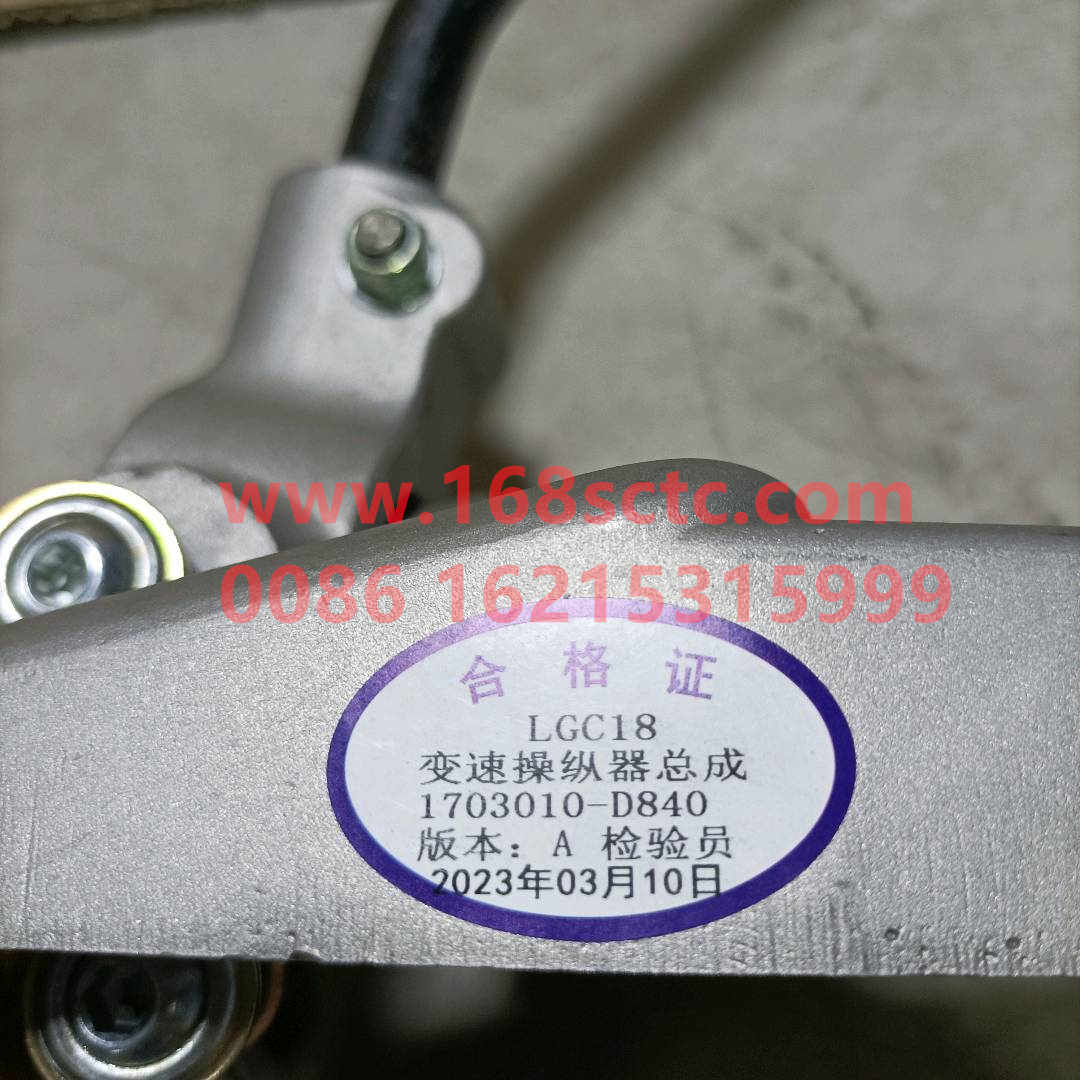 www.168sctc.com
0086 16215315999
合格证
LGC18
变速操纵器总成
1703010-D840
版本：A 检验员
2023年03月10日